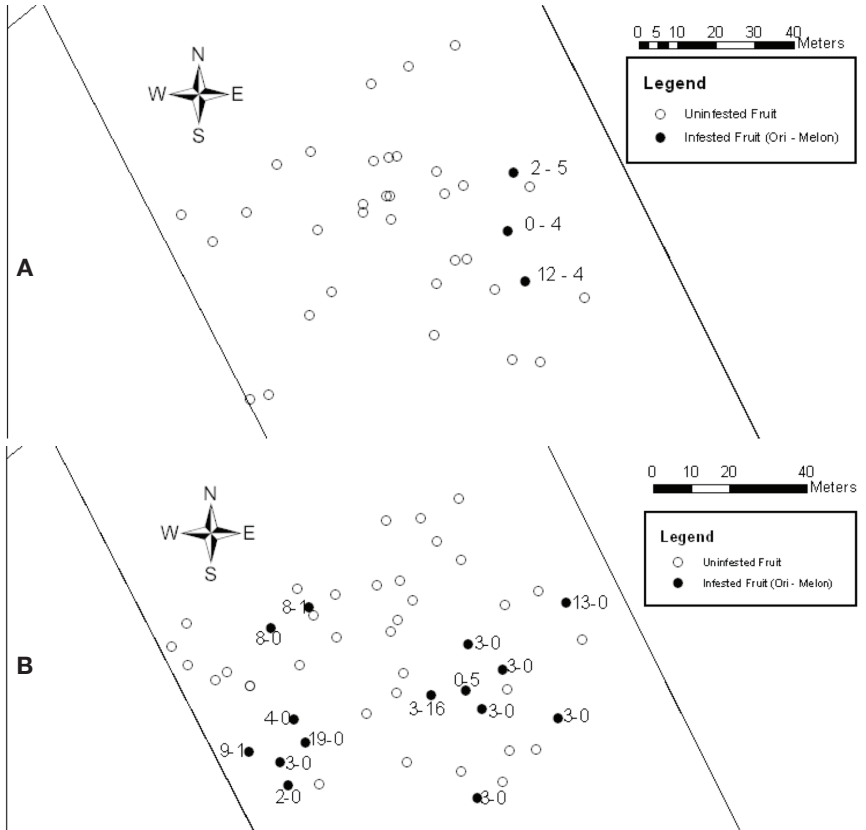 0 5 10 20 30 40
Meters
N
W E
S
Legend
Uninfested Fruit
Infested Fruit (Ori - Melon)
2 - 5
0 - 4
A
12 - 4
0 10 20 40
Meters
N
W E
S
Legend
Uninfested Fruit
Infested Fruit (Ori - Melon)
8-1
13-0
8-0
3-0
B
3-0
0-5
3-16
3-0
4-0
3-0
19-0
9-1
3-0
2-0
3-0